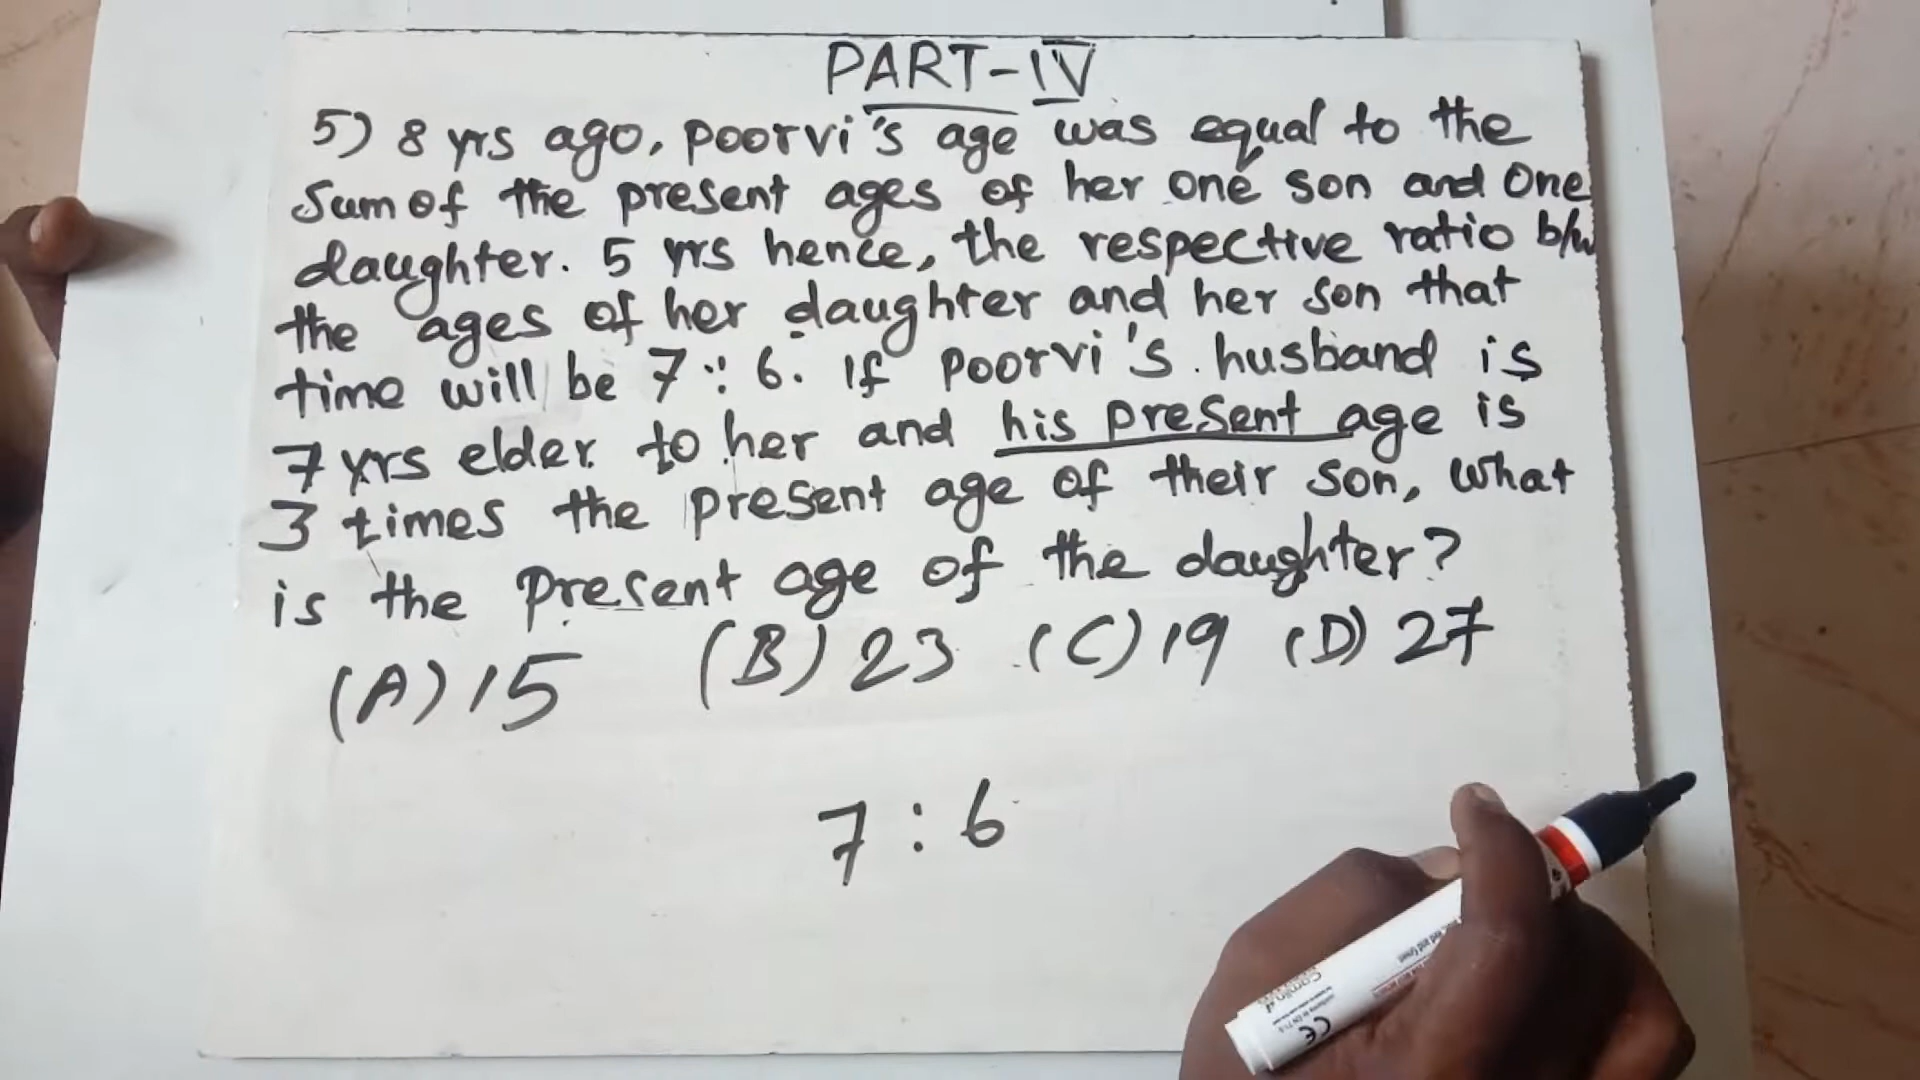 PART-IV
5) 8 yrs ago, Poorvi's age was equal to the
Sum of the present ages of her one son and One
daughter. 5 yrs hence, the respective ratio b/w
the ages of her daughter and her son that
time will be 7 : 6. If Poorvi's husband is
7 yrs elder to her and his present age is
3 times the present age of their son, what
is the present age of the daughter?
(A) 15 (B) 23 (C) 19 (D) 27
7 : 6
Camlin
CE